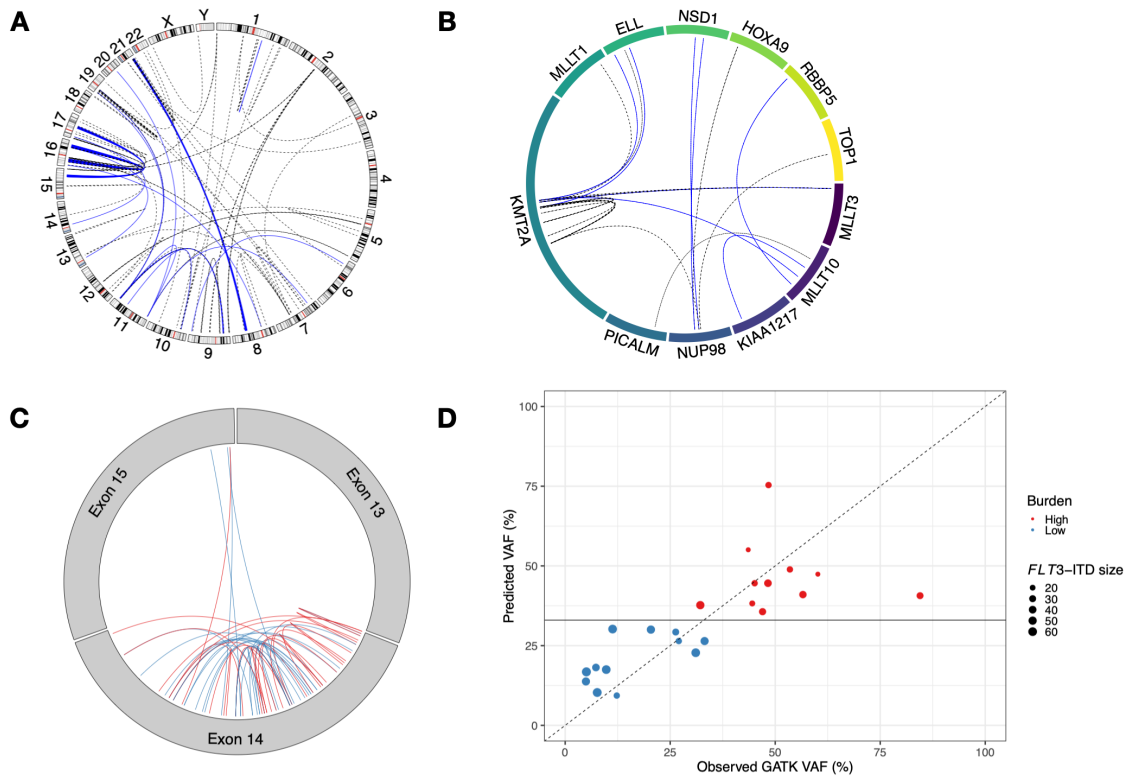 A
1
2
3
4
5
6
7
8
9
10
11
12
13
14
15
16
17
18
19
20
21
22
X
Y
B
NSD1
HOXA9
RBBP5
TOP1
MLLT3
MLLT10
KIAA1217
NUP98
PICALM
KMT2A
MLLT1
ELL
C
Exon 15
Exon 13
Exon 14
D
100
75
50
25
0
Predicted VAF (%)
0
25
50
75
100
Observed GATK VAF (%)
Burden
High
Low
FLT3–ITD size
20
30
40
50
60